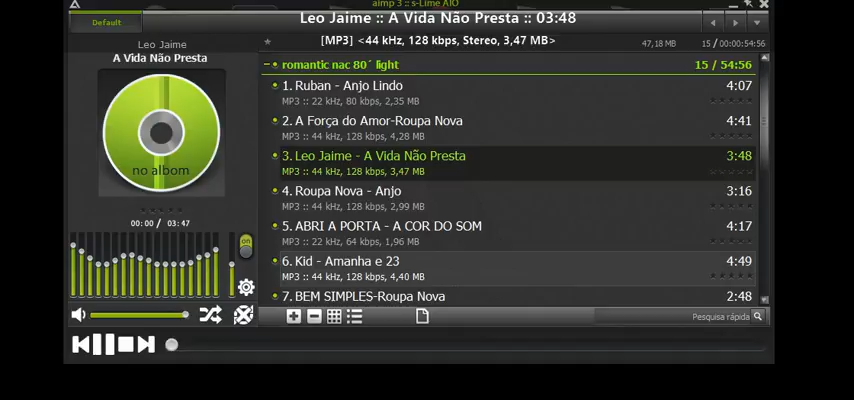 aimp 3 :: s-Lime AIO
Default
Leo Jaime :: A Vida Não Presta :: 03:48
[MP3] <44 kHz, 128 kbps, Stereo, 3,47 MB>
47,18 MB
15 / 00:00:54:56
Leo Jaime
A Vida Não Presta
no albom
00:00 / 03:47
on
romantic nac 80´ light
15 / 54:56
1. Ruban - Anjo Lindo
4:07
MP3 :: 22 kHz, 80 kbps, 2,35 MB
2. A Força do Amor-Roupa Nova
4:41
MP3 :: 44 kHz, 128 kbps, 4,28 MB
3. Leo Jaime - A Vida Não Presta
3:48
MP3 :: 44 kHz, 128 kbps, 3,47 MB
4. Roupa Nova - Anjo
3:16
MP3 :: 44 kHz, 128 kbps, 2,99 MB
5. ABRI A PORTA - A COR DO SOM
4:17
MP3 :: 22 kHz, 64 kbps, 1,96 MB
6. Kid - Amanha e 23
4:49
MP3 :: 44 kHz, 128 kbps, 4,40 MB
7. BEM SIMPLES-Roupa Nova
2:48
Pesquisa rápida